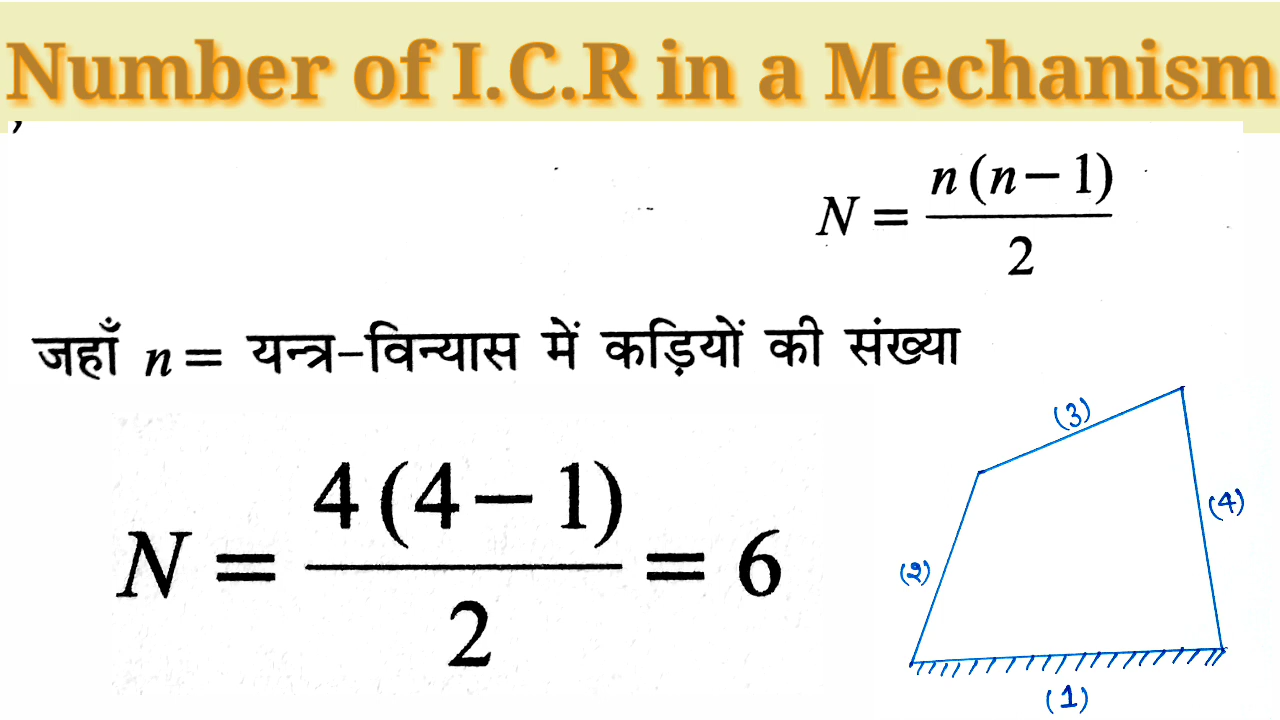 Number of I.C.R in a Mechanism
N = n(n-1)/2
जहाँ n = यन्त्र-विन्यास में कड़ियों की संख्या
N = 4(4-1)/2 = 6
(3)
(4)
(2)
(1)